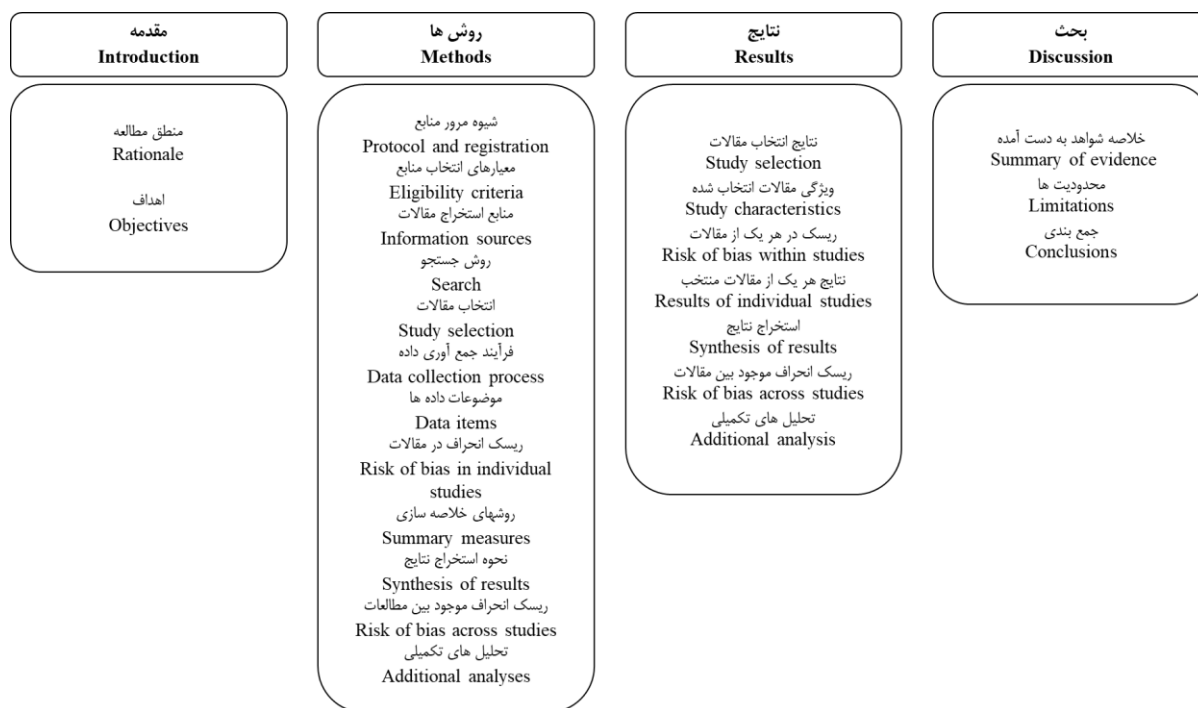 مقدمه
Introduction
منطق مطالعه
Rationale
اهداف
Objectives
روش ها
Methods
شیوه مرور منابع
Protocol and registration
معیارهای انتخاب منابع
Eligibility criteria
منابع استخراج مقالات
Information sources
روش جستجو
Search
انتخاب مقالات
Study selection
فرآیند جمع آوری داده
Data collection process
موضوعات داده ها
Data items
ریسک انحراف در مقالات
Risk of bias in individual
studies
روشهای خلاصه سازی
Summary measures
نحوه استخراج نتایج
Synthesis of results
ریسک انحراف موجود بین مطالعات
Risk of bias across studies
تحلیل های تکمیلی
Additional analyses
نتایج
Results
نتایج انتخاب مقالات
Study selection
ویژگی مقالات انتخاب شده
Study characteristics
ریسک در هر یک از مقالات
Risk of bias within studies
نتایج هر یک از مقالات منتخب
Results of individual studies
استخراج نتایج
Synthesis of results
ریسک انحراف موجود بین مقالات
Risk of bias across studies
تحلیل های تکمیلی
Additional analysis
بحث
Discussion
خلاصه شواهد به دست آمده
Summary of evidence
محدودیت ها
Limitations
جمع بندی
Conclusions